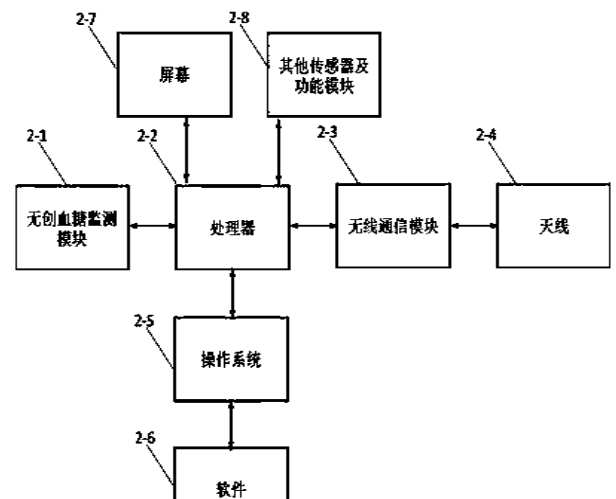 2-7
2-8
屏幕
其他传感器及
功能模块
2-1
2-2
2-3
2-4
无创血糖监测
模块
处理器
无线通信模块
天线
2-5
操作系统
2-6
软件